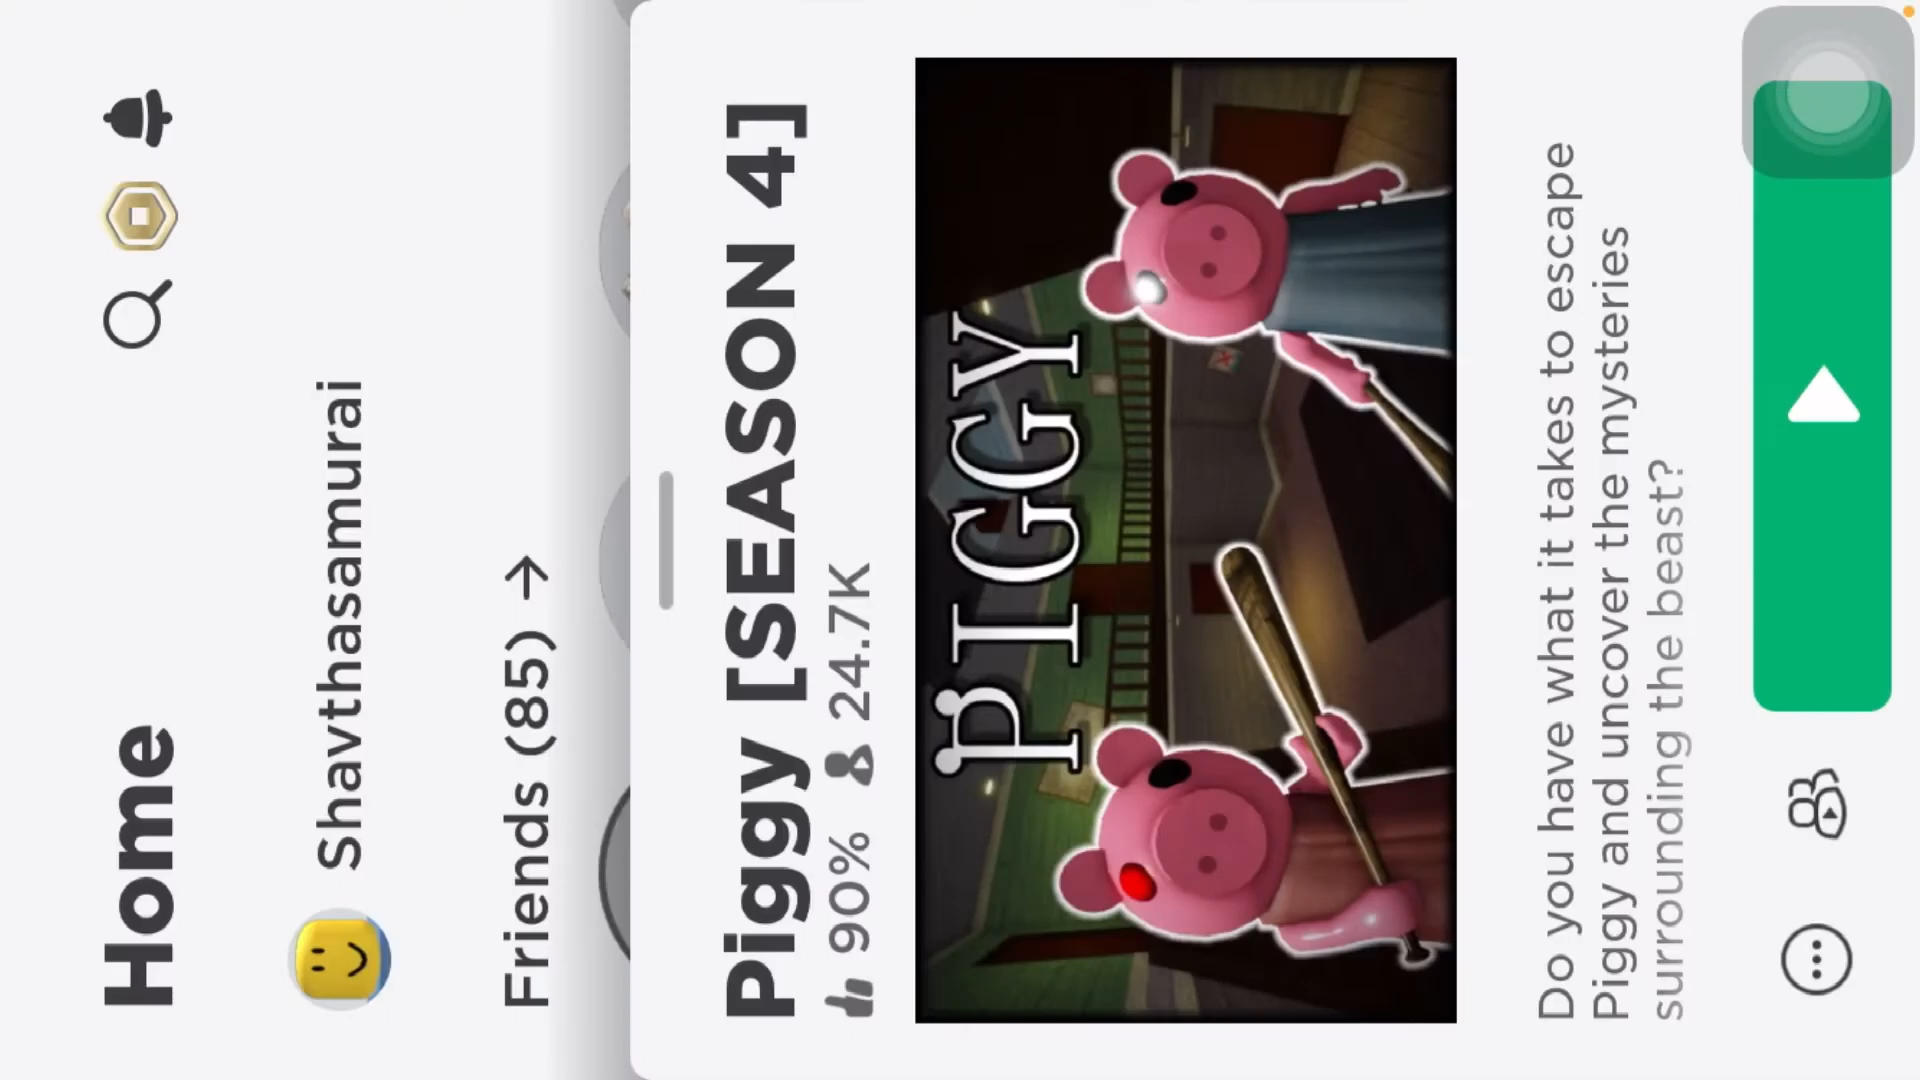 Home
Shavthasamurai
Friends (85) →
Piggy [SEASON 4]
90% 24.7K
PIGGY
Do you have what it takes to escape
Piggy and uncover the mysteries
surrounding the beast?